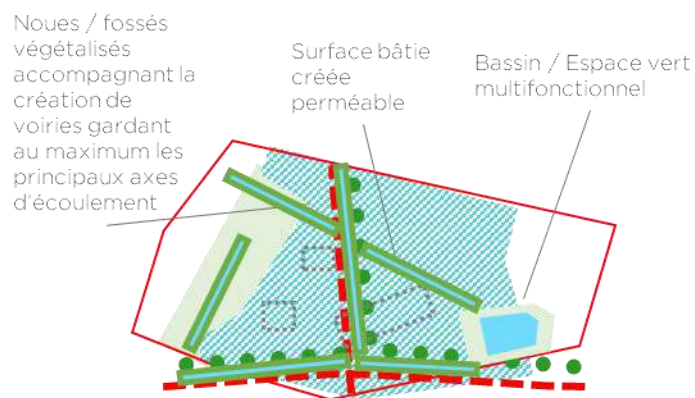 Noues / fossés
végétalisés
accompagnant la
création de
voiries gardant
au maximum les
principaux axes
d'écoulement
Surface bâtie
créée
perméable
Bassin / Espace vert
multifonctionnel